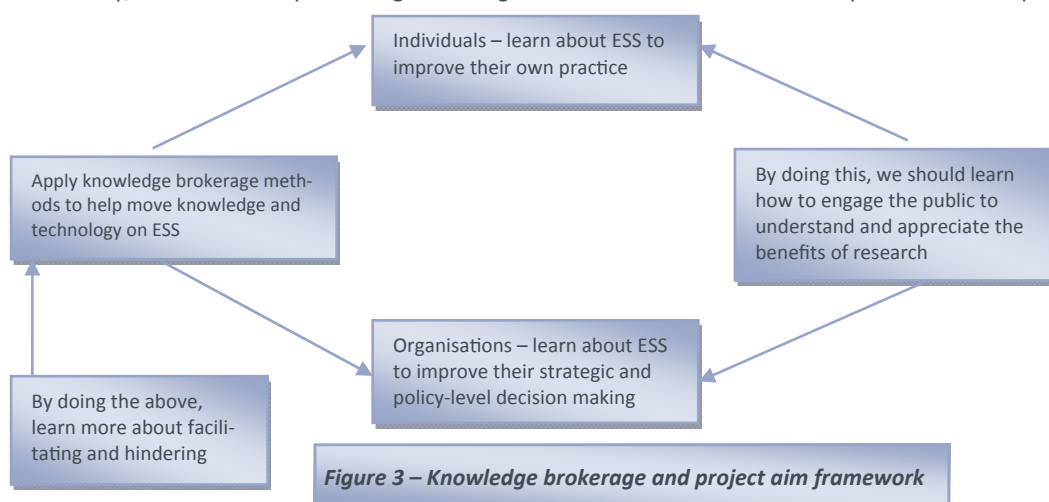 Individuals – learn about ESS to
improve their own practice
Apply knowledge brokerage meth-
ods to help move knowledge and
technology on ESS
By doing this, we should learn
how to engage the public to
understand and appreciate the
benefits of research
Organisations – learn about ESS
to improve their strategic and
policy-level decision making
By doing the above,
learn more about facili-
tating and hindering
Figure 3 – Knowledge brokerage and project aim framework